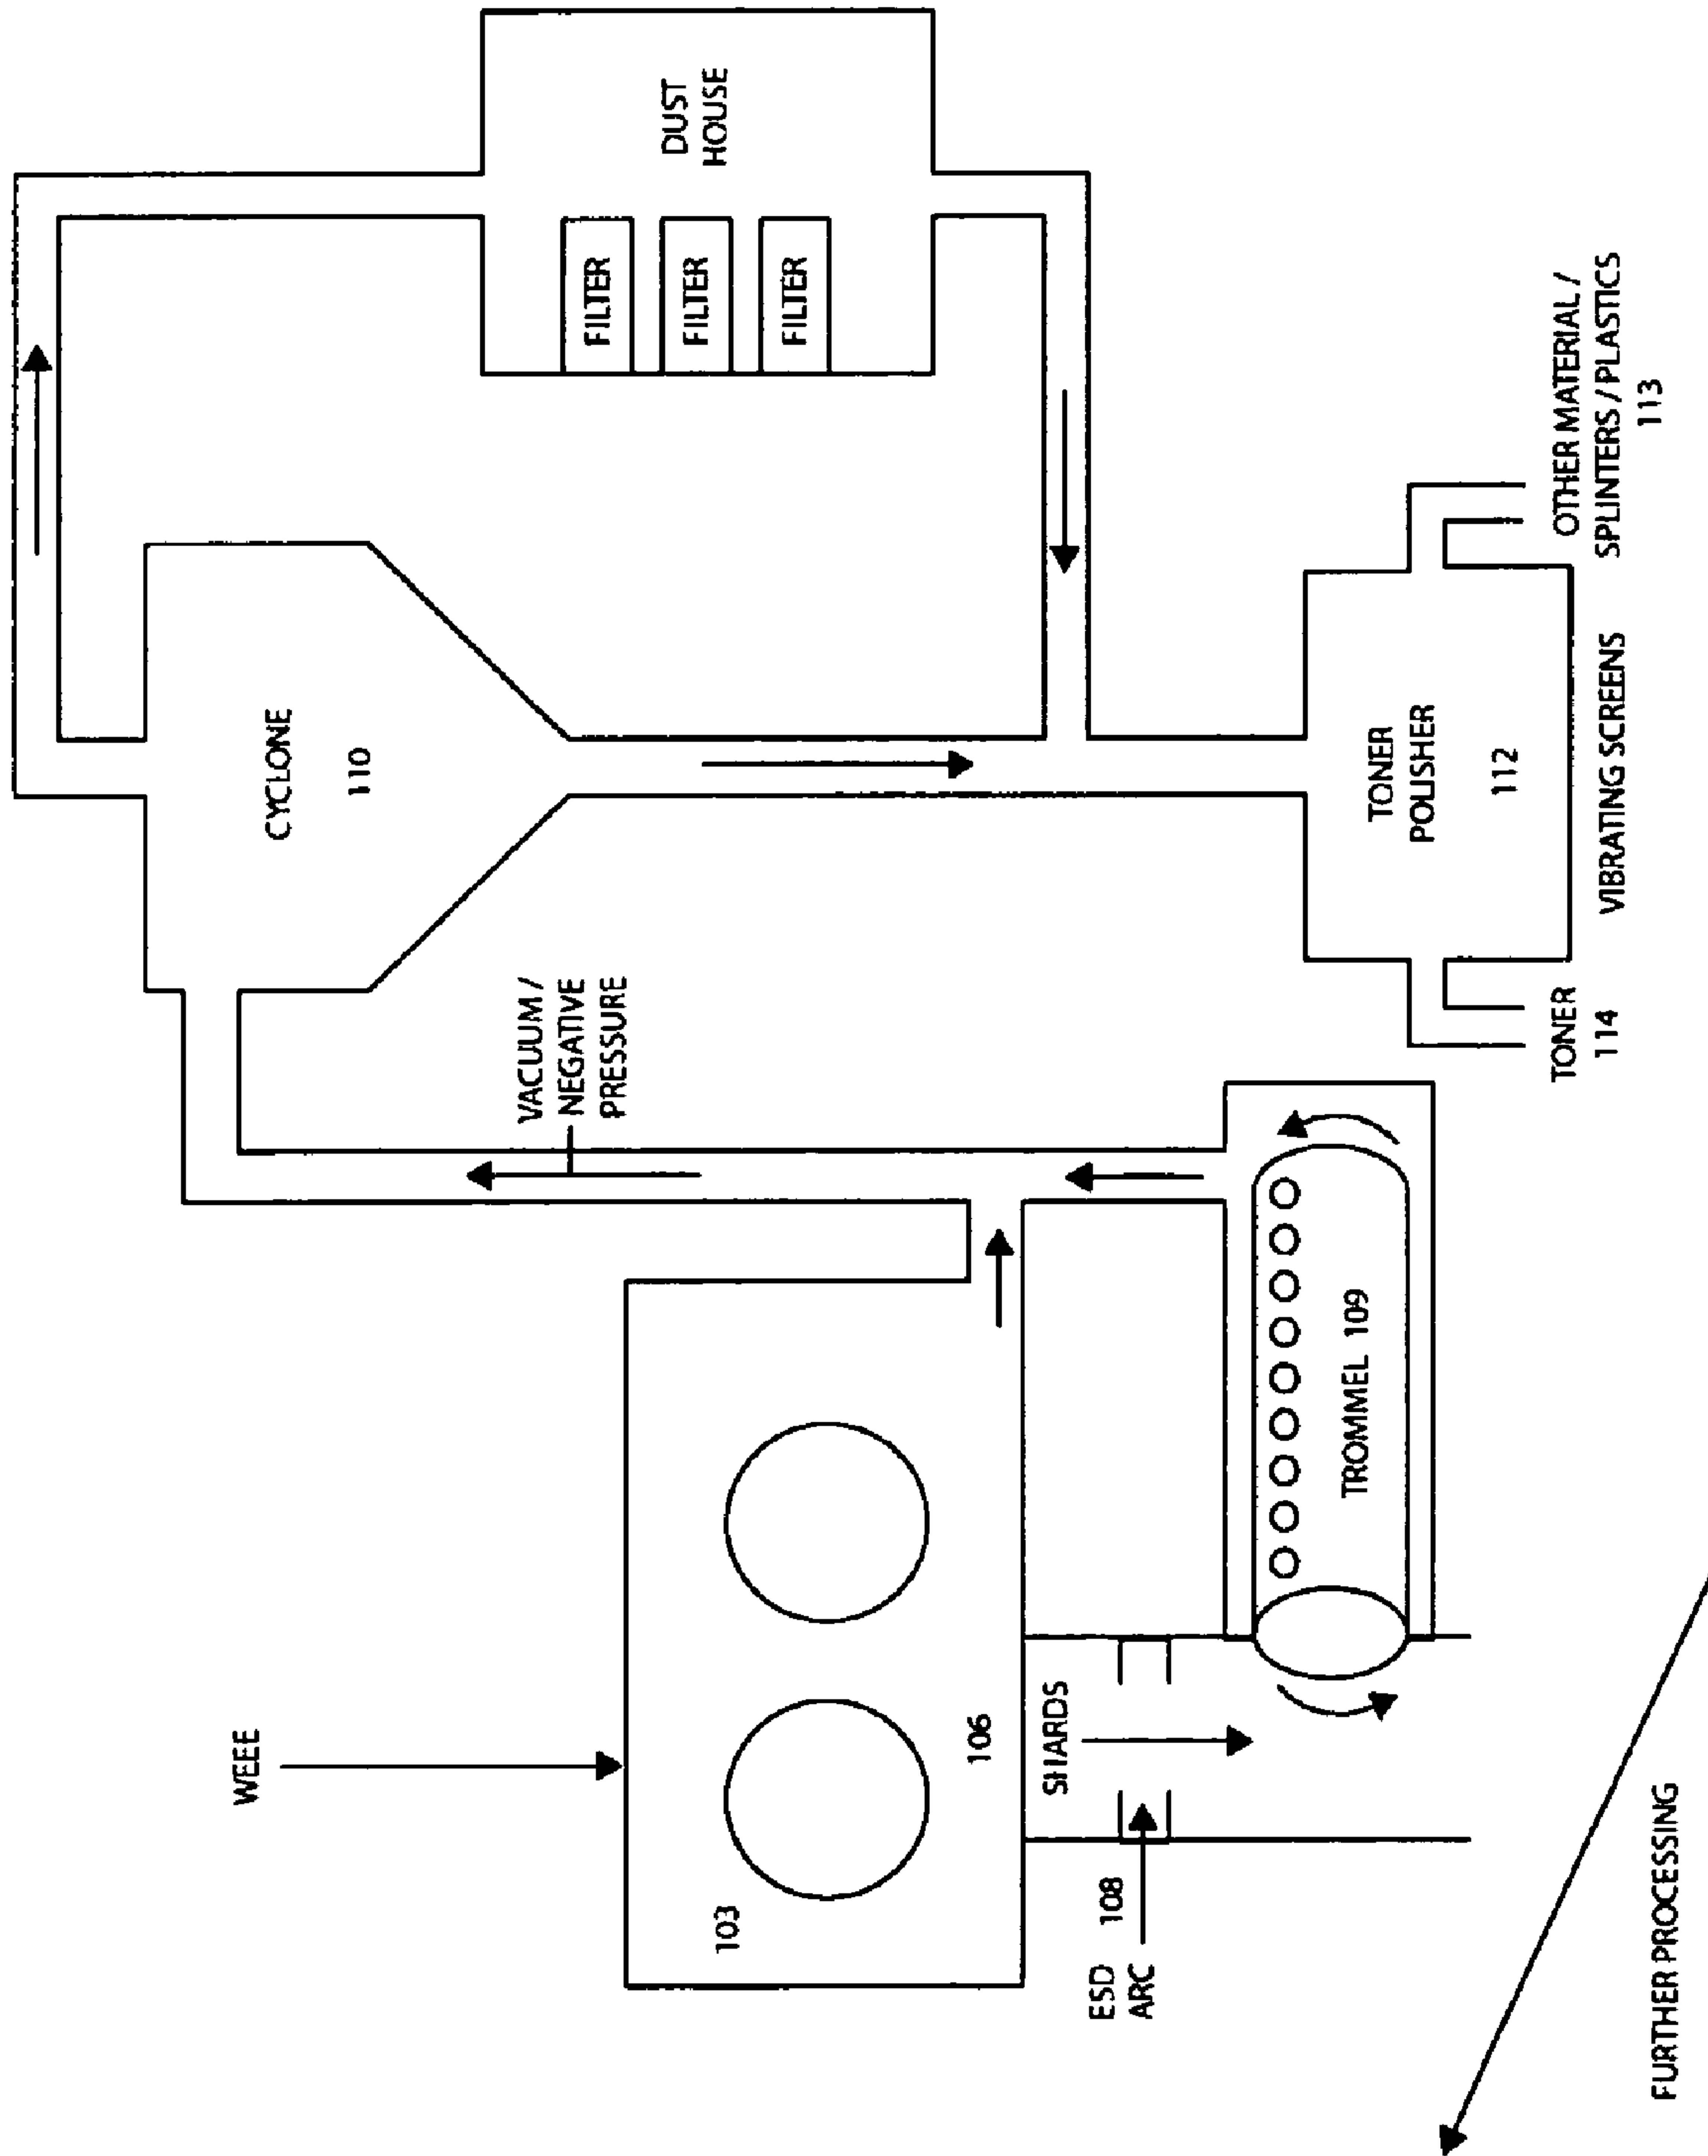 WEEE
103
106
SHARDS
ESD 108
ARC
TROMMEL 109
FURTHER PROCESSING
VACUUM /
NEGATIVE
PRESSURE
CYCLONE
110
DUST
HOUSE
FILTER
FILTER
FILTER
TONER
POLISHER
112
TONER
114
VIBRATING SCREENS
OTHER MATERIAL /
SPLINTERS / PLASTICS
113